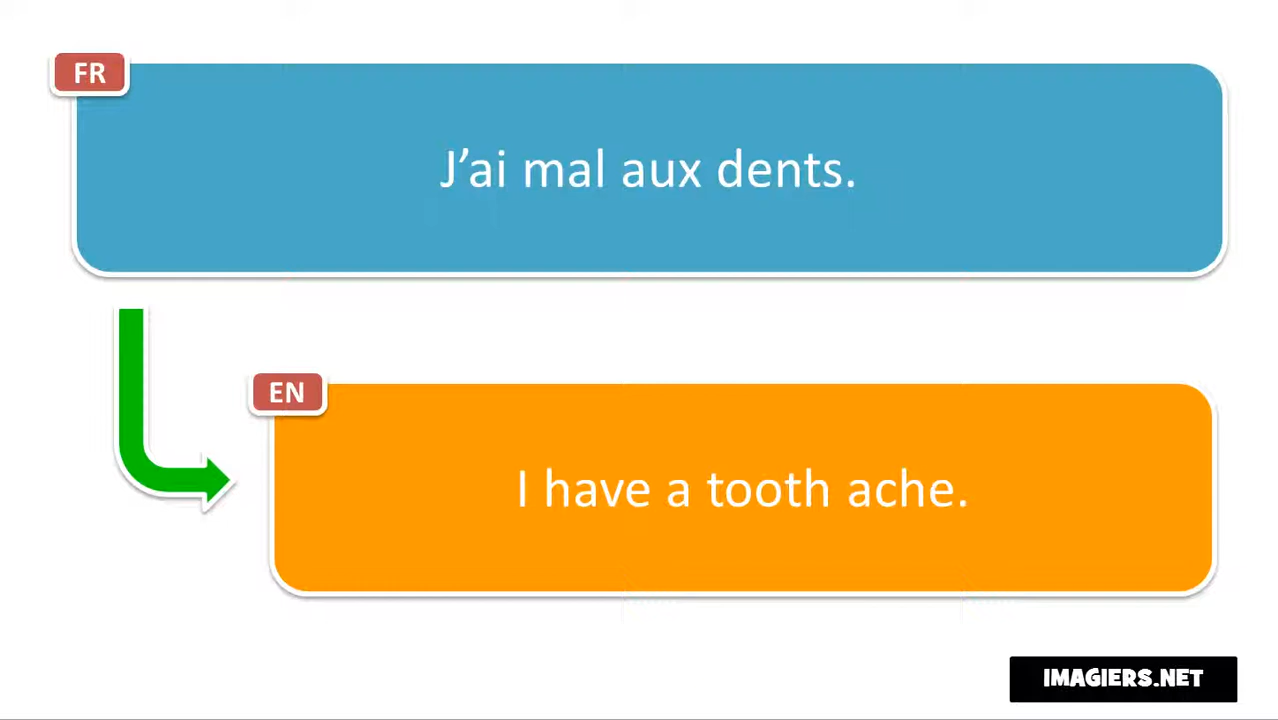 FR
J’ai mal aux dents.
EN
I have a tooth ache.
IMAGIERS.NET